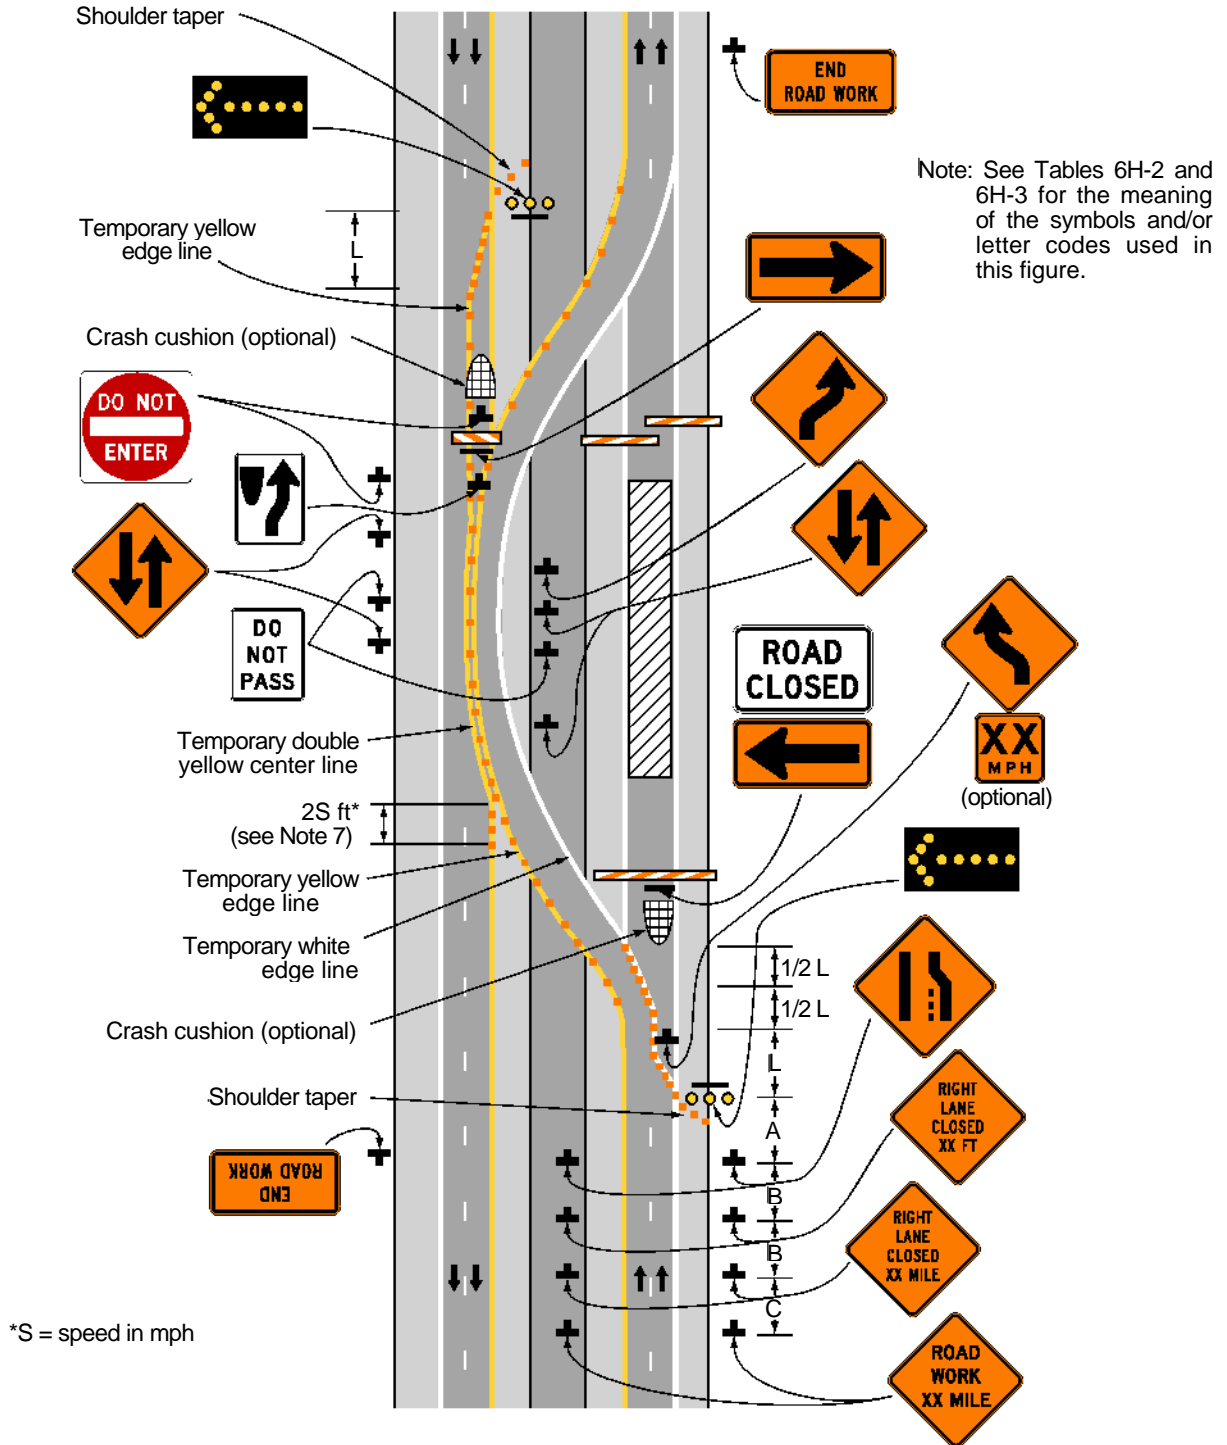 Shoulder taper
END
ROAD WORK
Note: See Tables 6H-2 and
6H-3 for the meaning
of the symbols and/or
letter codes used in
this figure.
Temporary yellow
edge line
L
Crash cushion (optional)
DO NOT
ENTER
DO
NOT
PASS
ROAD
CLOSED
XX
MPH
(optional)
Temporary double
yellow center line
2S ft*
(see Note 7)
Temporary yellow
edge line
Temporary white
edge line
1/2 L
1/2 L
Crash cushion (optional)
L
Shoulder taper
A
RIGHT
LANE
CLOSED
XX FT
END
ROAD WORK
B
B
RIGHT
LANE
CLOSED
XX MILE
C
*S = speed in mph
ROAD
WORK
XX MILE